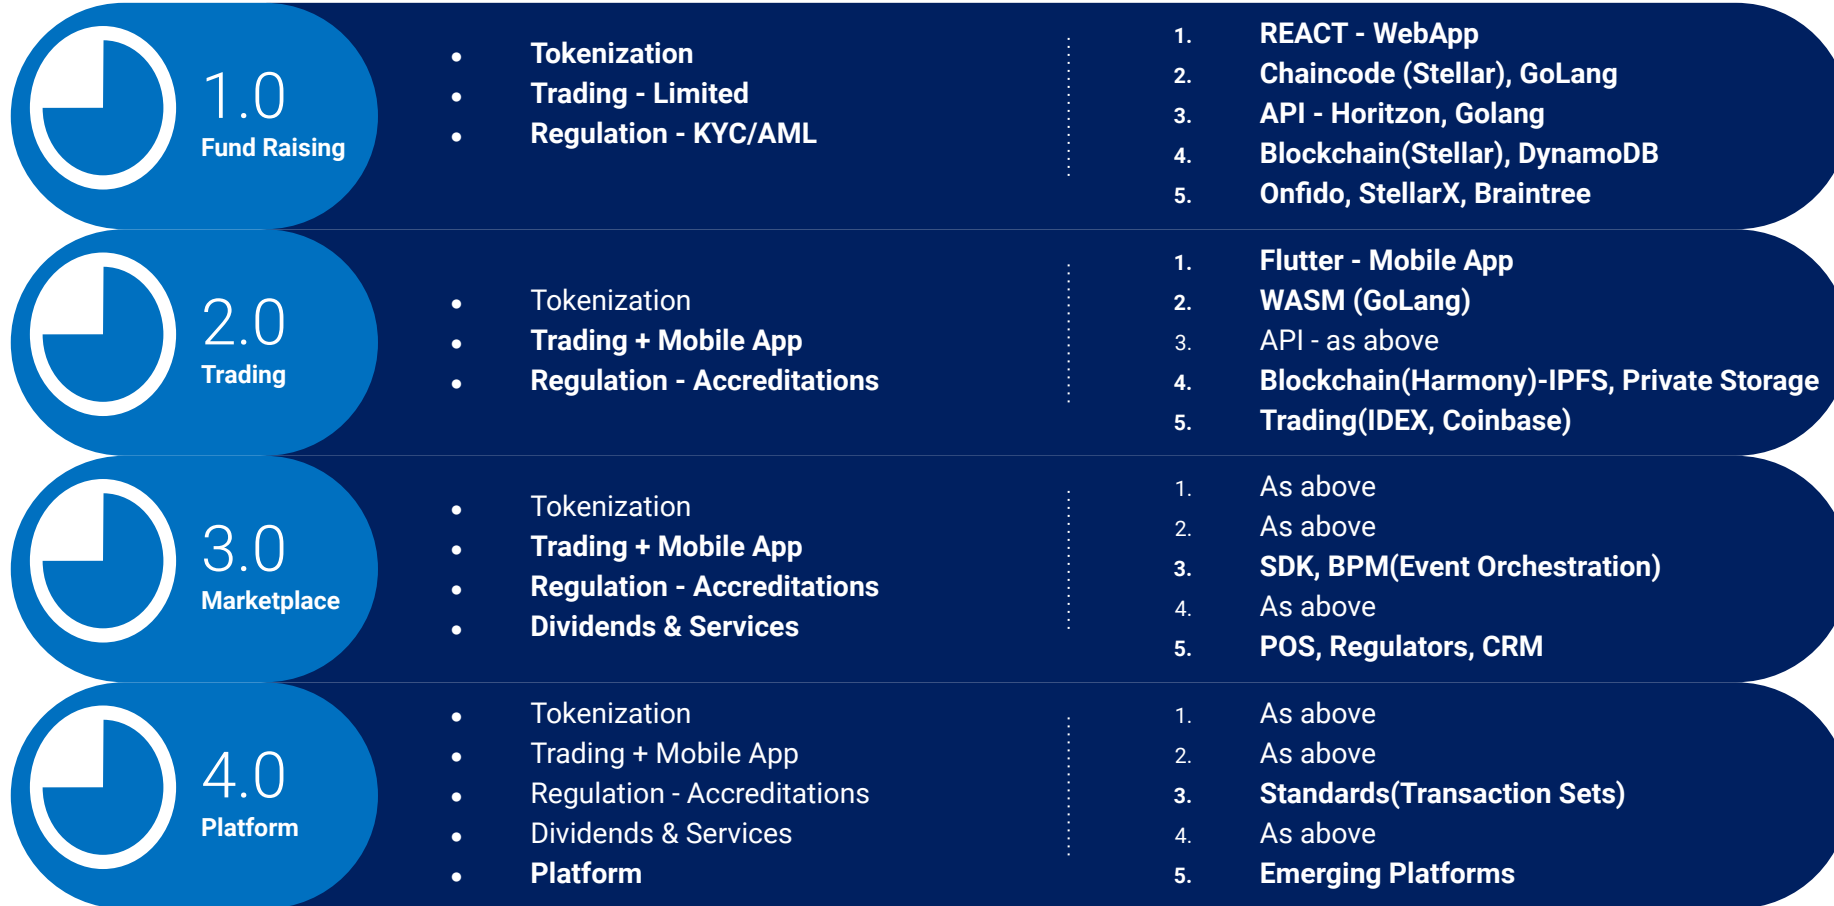 1.0
Fund Raising
● Tokenization
● Trading - Limited
● Regulation - KYC/AML
1. REACT - WebApp
2. Chaincode (Stellar), GoLang
3. API - Horitzon, Golang
4. Blockchain(Stellar), DynamoDB
5. Onfido, StellarX, Braintree
2.0
Trading
● Tokenization
● Trading + Mobile App
● Regulation - Accreditations
1. Flutter - Mobile App
2. WASM (GoLang)
3. API - as above
4. Blockchain(Harmony)-IPFS, Private Storage
5. Trading(IDEX, Coinbase)
3.0
Marketplace
● Tokenization
● Trading + Mobile App
● Regulation - Accreditations
● Dividends & Services
1. As above
2. As above
3. SDK, BPM(Event Orchestration)
4. As above
5. POS, Regulators, CRM
4.0
Platform
● Tokenization
● Trading + Mobile App
● Regulation - Accreditations
● Dividends & Services
● Platform
1. As above
2. As above
3. Standards(Transaction Sets)
4. As above
5. Emerging Platforms